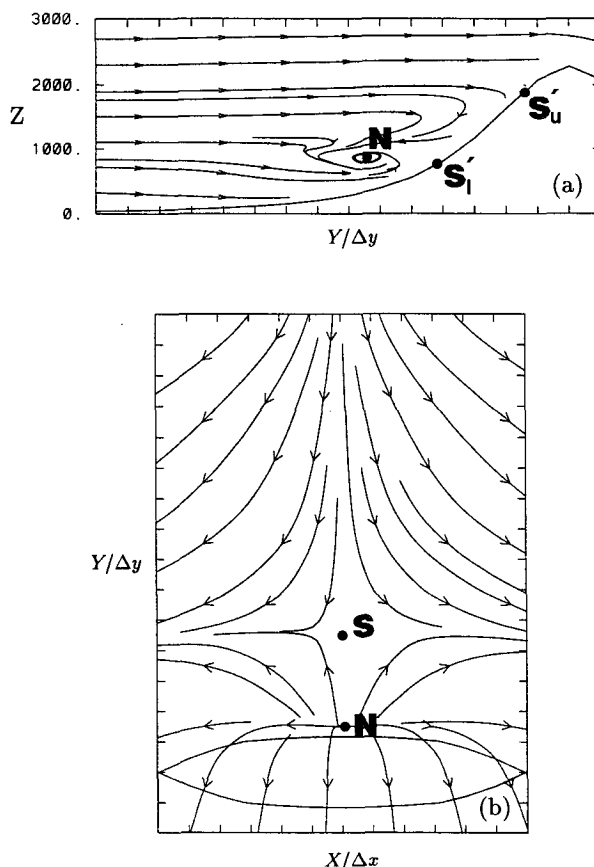 3000.
2000.
Z
N
S′u
1000.
S′l
0.
(a)
Y/Δy
Y/Δy
S
N
(b)
X/Δx